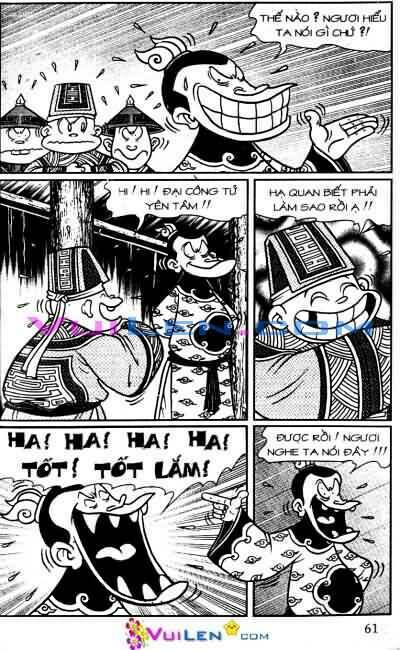 THẾ NÀO? NGƯƠI HIỂU
TA NÓI GÌ CHỨ?!
HI! HI! ĐẠI CÔNG TỬ
YÊN TÂM!!
HẠ QUAN BIẾT PHẢI
LÀM SAO RỒI Ạ!!
VUILEN.COM
HA! HA! HA! HA!
TỐT! TỐT LẮM!
ĐƯỢC RỒI! NGƯƠI
NGHE TA NÓI ĐÂY!!!
61
VUILEN.COM